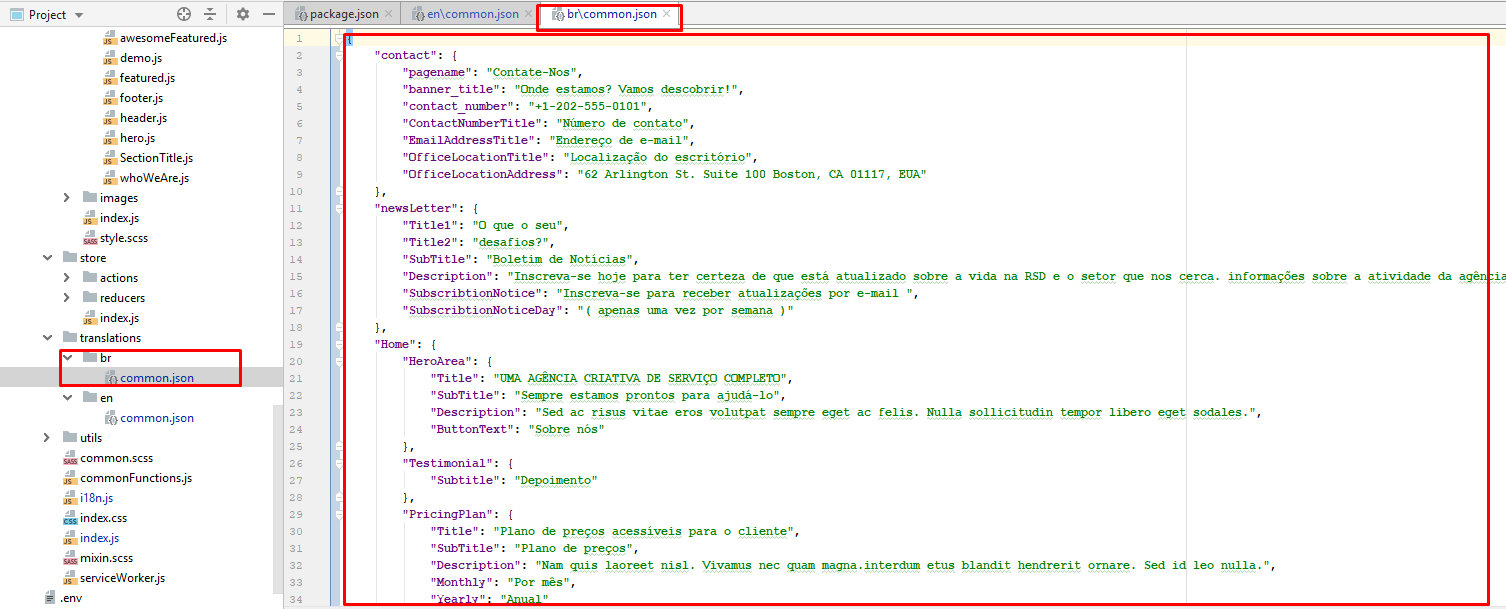 Project
package.json
en\common.json
br\common.json
awesomeFeatured.js
demo.js
featured.js
footer.js
header.js
hero.js
SectionTitle.js
whoWeAre.js
images
index.js
style.scss
store
actions
reducers
index.js
translations
br
common.json
en
common.json
utils
common.scss
commonFunctions.js
i18n.js
index.css
index.js
mixin.scss
serviceWorker.js
.env
1 {
2 "contact": {
3 "pagename": "Contate-Nos",
4 "banner_title": "Onde estamos? Vamos descobrir!",
5 "contact_number": "+1-202-555-0101",
6 "ContactNumberTitle": "Número de contato",
7 "EmailAddressTitle": "Endereço de e-mail",
8 "OfficeLocationTitle": "Localização do escritório",
9 "OfficeLocationAddress": "62 Arlington St. Suite 100 Boston, CA 01117, EUA"
10 },
11 "newsLetter": {
12 "Title1": "O que o seu",
13 "Title2": "desafios?",
14 "SubTitle": "Boletim de Notícias",
15 "Description": "Inscreva-se hoje para ter certeza de que está atualizado sobre a vida na RSD e o setor que nos cerca. informações sobre a atividade da agência
16 "SubscribtionNotice": "Inscreva-se para receber atualizações por e-mail ",
17 "SubscribtionNoticeDay": "( apenas uma vez por semana )"
18 },
19 "Home": {
20 "HeroArea": {
21 "Title": "UMA AGÊNCIA CRIATIVA DE SERVIÇO COMPLETO",
22 "SubTitle": "Sempre estamos prontos para ajudá-lo",
23 "Description": "Sed ac risus vitae eros volutpat sempre eget ac felis. Nulla sollicitudin tempor libero eget sodales.",
24 "ButtonText": "Sobre nós"
25 },
26 "Testimonial": {
27 "Subtitle": "Depoimento"
28 },
29 "PricingPlan": {
30 "Title": "Plano de preços acessíveis para o cliente",
31 "SubTitle": "Plano de preços",
32 "Description": "Nam quis laoreet nisl. Vivamus nec quam magna.interdum etus blandit hendrerit ornare. Sed id leo nulla.",
33 "Monthly": "Por mês",
34 "Yearly": "Anual"